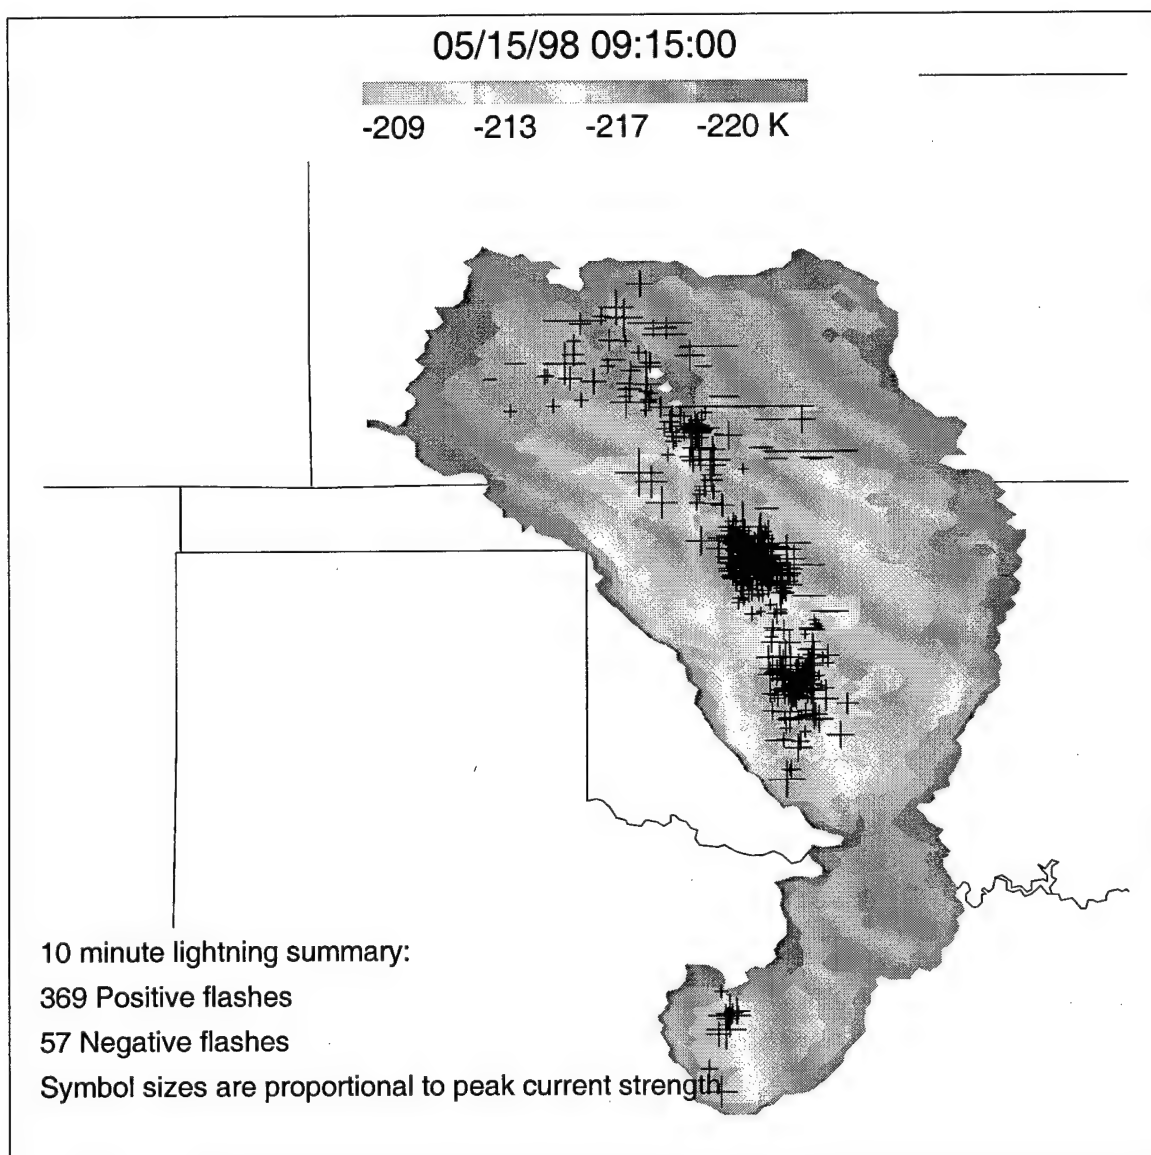 05/15/98 09:15:00
-209 -213 -217 -220 K
10 minute lightning summary:
369 Positive flashes
57 Negative flashes
Symbol sizes are proportional to peak current strength